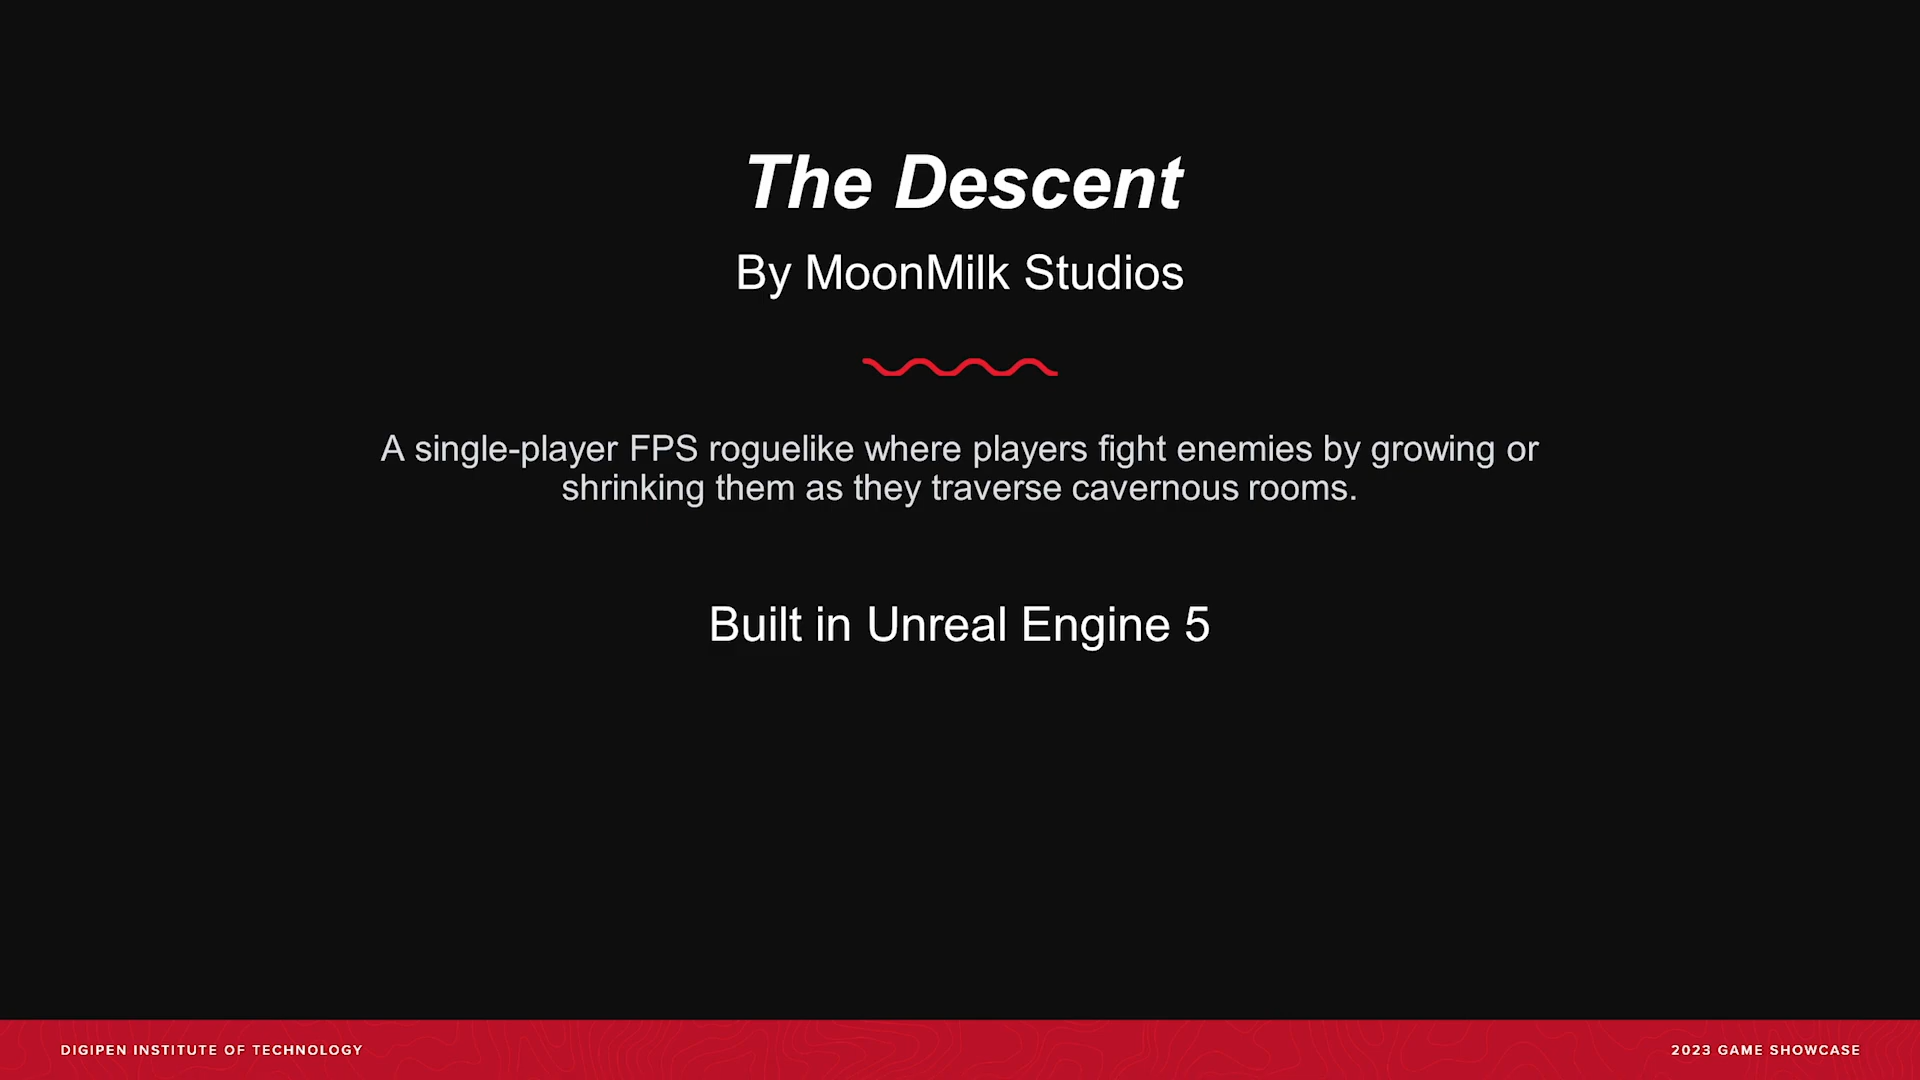 The Descent
By MoonMilk Studios
A single-player FPS roguelike where players fight enemies by growing or
shrinking them as they traverse cavernous rooms.
Built in Unreal Engine 5
DIGIPEN INSTITUTE OF TECHNOLOGY
2023 GAME SHOWCASE